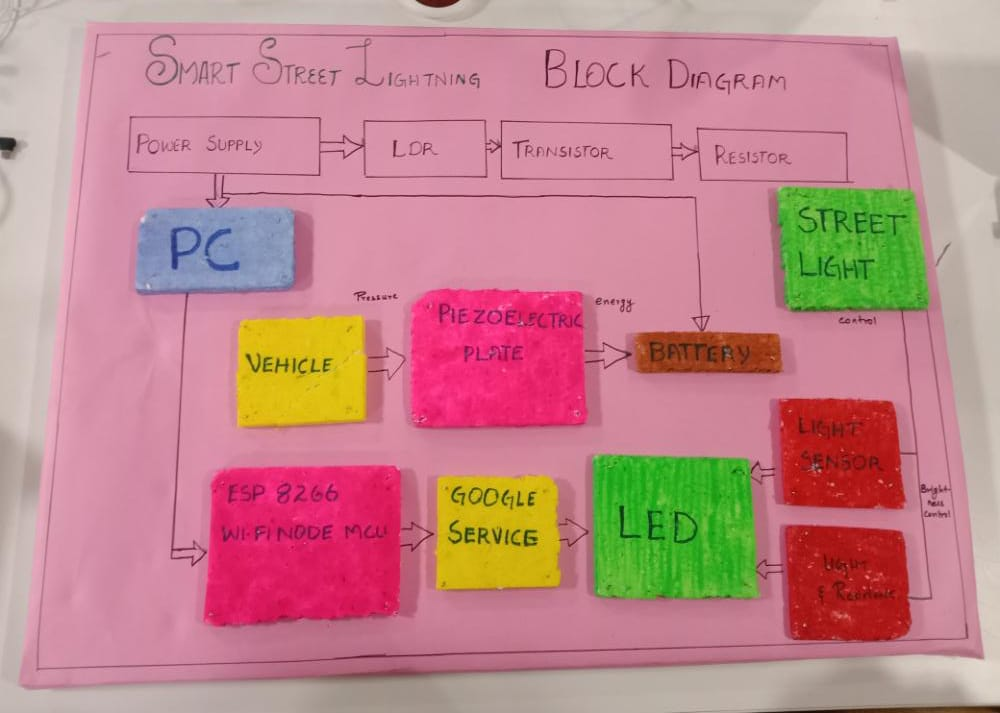 SMART STREET LIGHTNING BLOCK DIAGRAM
POWER SUPPLY
LDR
TRANSISTOR
RESISTOR
PC
STREET
LIGHT
control
Pressure
energy
VEHICLE
PIEZOELECTRIC
PLATE
BATTERY
LIGHT
SENSOR
ESP 8266
WI-FI NODE MCU
GOOGLE
SERVICE
LED
Bright-
ness
control
LIGHT
&